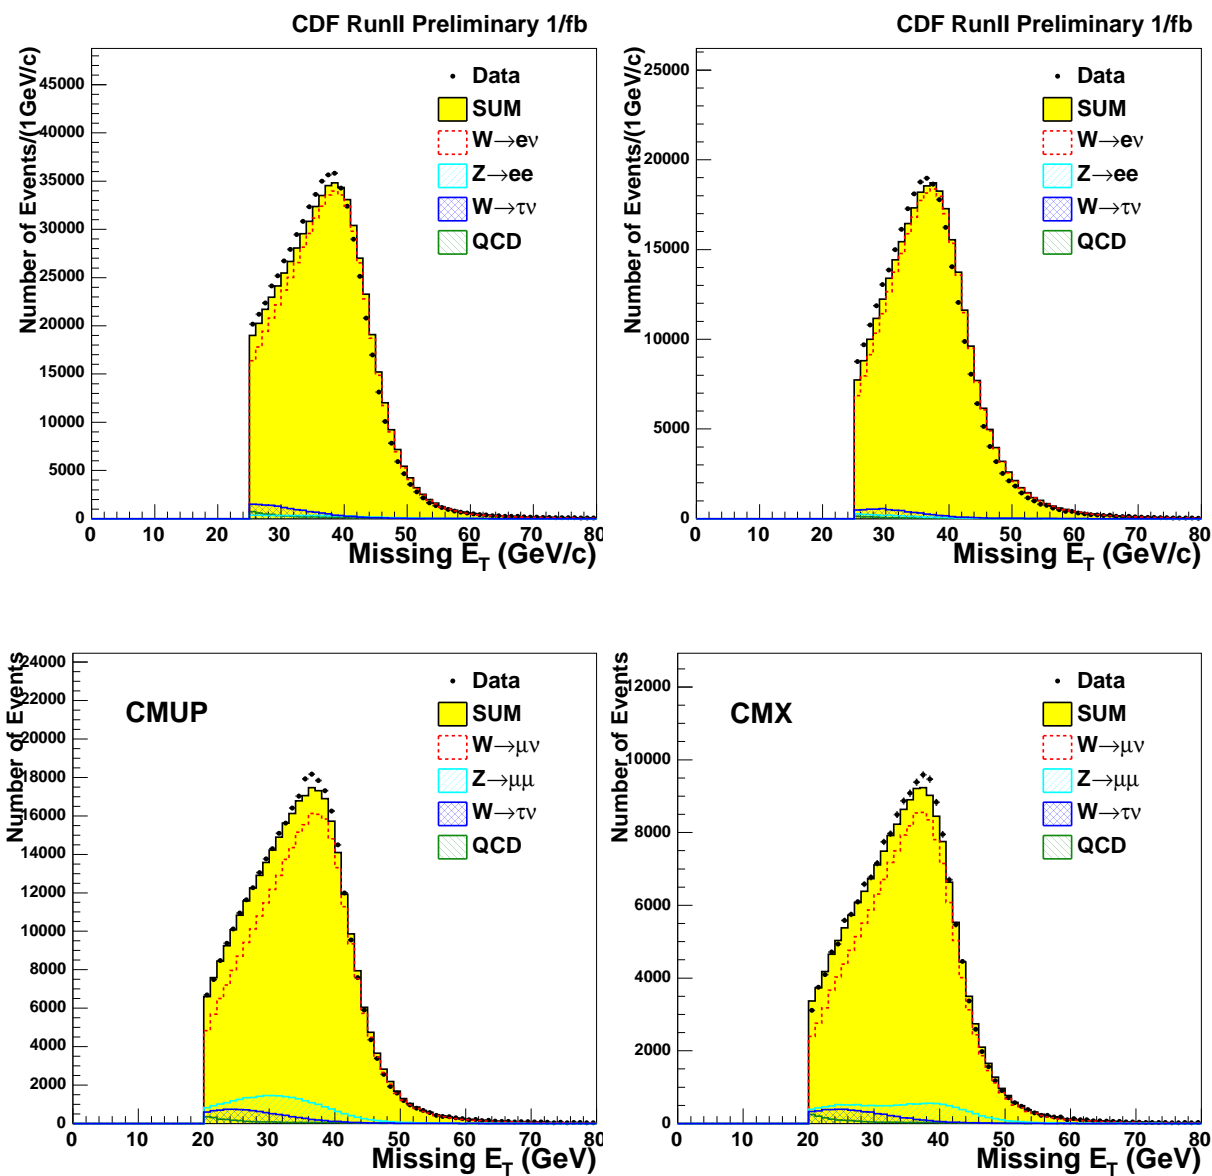 CDF RunII Preliminary 1/fb
Number of Events/(1GeV/c)
45000
40000
35000
30000
25000
20000
15000
10000
5000
0
Data
SUM
W→eν
Z→ee
W→τν
QCD
0 10 20 30 40 50 60 70 80
Missing E_T (GeV/c)
CDF RunII Preliminary 1/fb
Number of Events/(1GeV/c)
25000
20000
15000
10000
5000
0
Data
SUM
W→eν
Z→ee
W→τν
QCD
0 10 20 30 40 50 60 70 80
Missing E_T (GeV/c)
Number of Events
24000
22000
20000
18000
16000
14000
12000
10000
8000
6000
4000
2000
0
CMUP
Data
SUM
W→μν
Z→μμ
W→τν
QCD
0 10 20 30 40 50 60 70 80
Missing E_T (GeV)
Number of Events
12000
10000
8000
6000
4000
2000
0
CMX
Data
SUM
W→μν
Z→μμ
W→τν
QCD
0 10 20 30 40 50 60 70 80
Missing E_T (GeV)